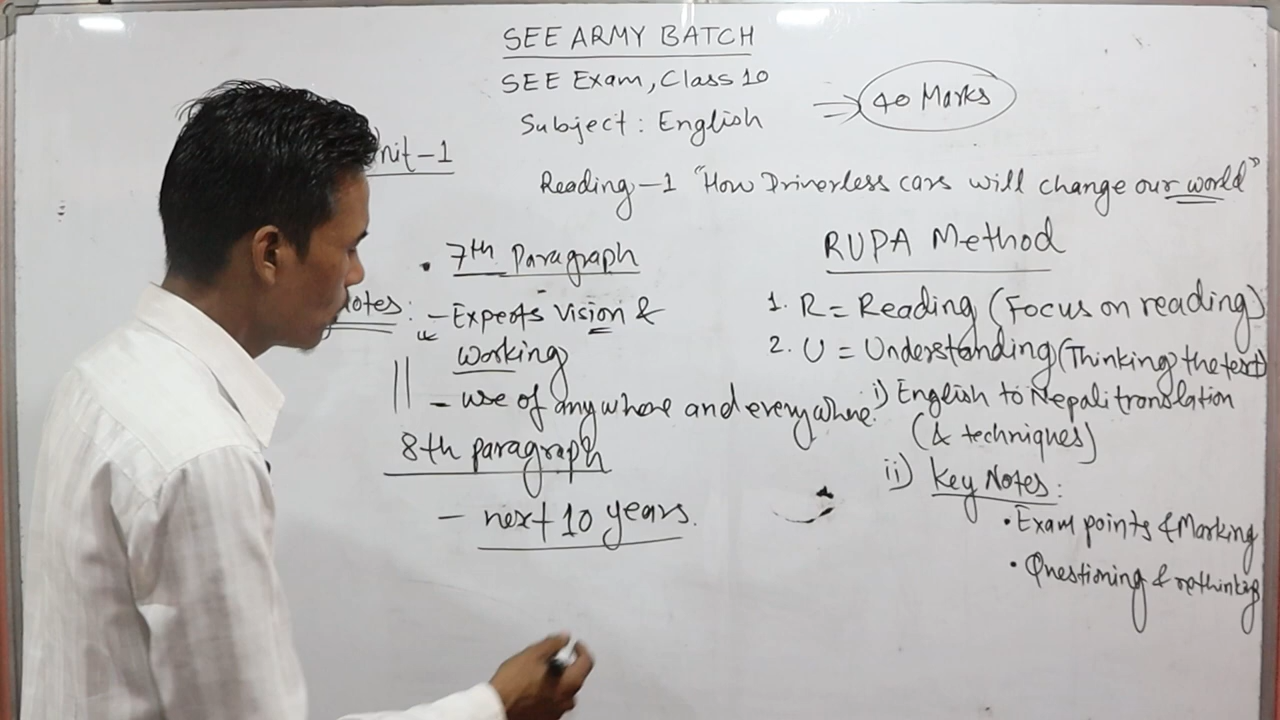 SEE ARMY BATCH
SEE Exam, Class 10
Subject : English
⇒ 40 Marks
nit-1
Reading-1 "How Driverless cars will change our world"
• 7th Paragraph
otes :
- Experts vision &
working
- use of anywhere and everywhere.
8th paragraph
- next 10 years.
RUPA Method
1. R = Reading (Focus on reading)
2. U = Understanding (Thinking the text)
i) English to Nepali translation
(& techniques)
ii) Key Notes :
• Exam points & Marking
• Questioning & rethinking